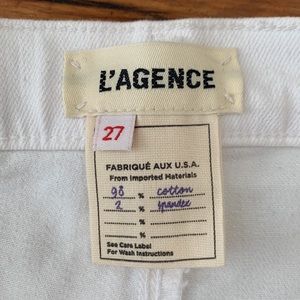 L'AGENCE
27
FABRIQUÉ AUX U.S.A.
From Imported Materials
98 % cotton
2 % spandex
%
%
See Care Label
For Wash Instructions